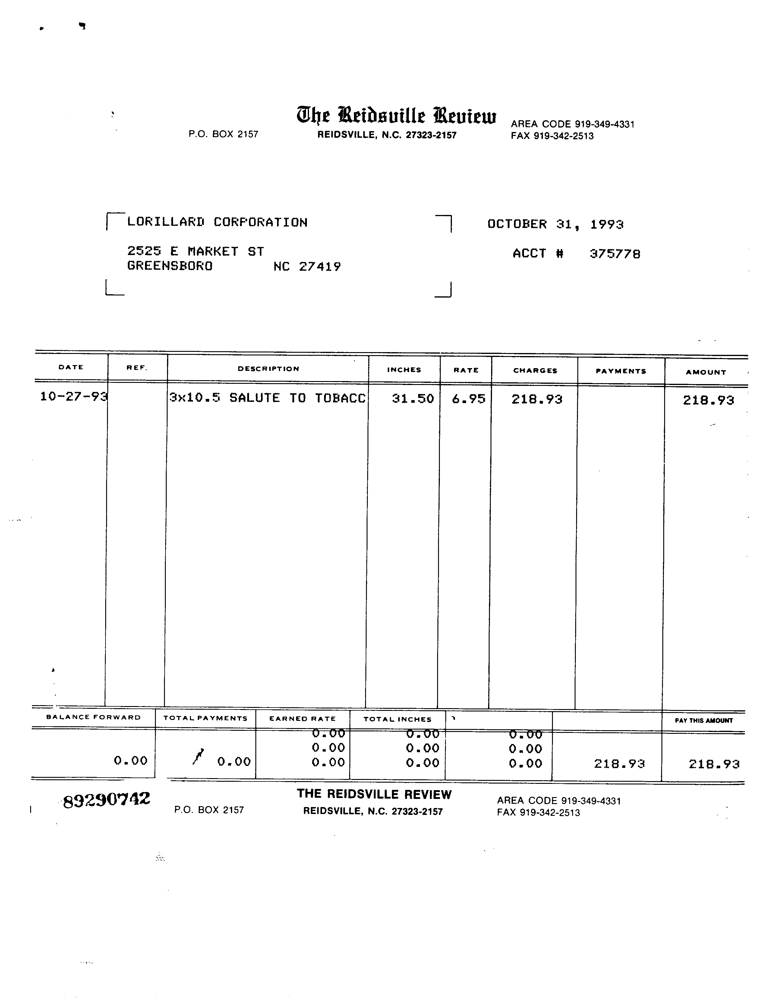 The Reidsville Review
P.O. BOX 2157 REIDSVILLE, N.C. 27323-2157 AREA CODE 919-349-4331
FAX 919-342-2513
LORILLARD CORPORATION OCTOBER 31, 1993
2525 E MARKET ST ACCT # 375778
GREENSBORO NC 27419
DATE REF. DESCRIPTION INCHES RATE CHARGES PAYMENTS AMOUNT
10-27-93 3x10.5 SALUTE TO TOBACC 31.50 6.95 218.93 218.93
BALANCE FORWARD TOTAL PAYMENTS EARNED RATE TOTAL INCHES PAY THIS AMOUNT
0.00 0.00 0.00
0.00 0.00 0.00
0.00 0.00 0.00 0.00 0.00 218.93 218.93
89290742 THE REIDSVILLE REVIEW AREA CODE 919-349-4331
P.O. BOX 2157 REIDSVILLE, N.C. 27323-2157 FAX 919-342-2513